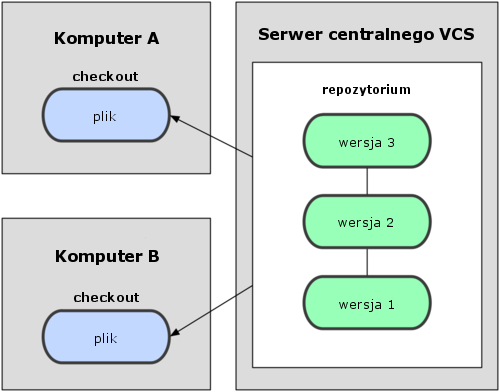 Komputer A
checkout
plik
Komputer B
checkout
plik
Serwer centralnego VCS
repozytorium
wersja 3
wersja 2
wersja 1